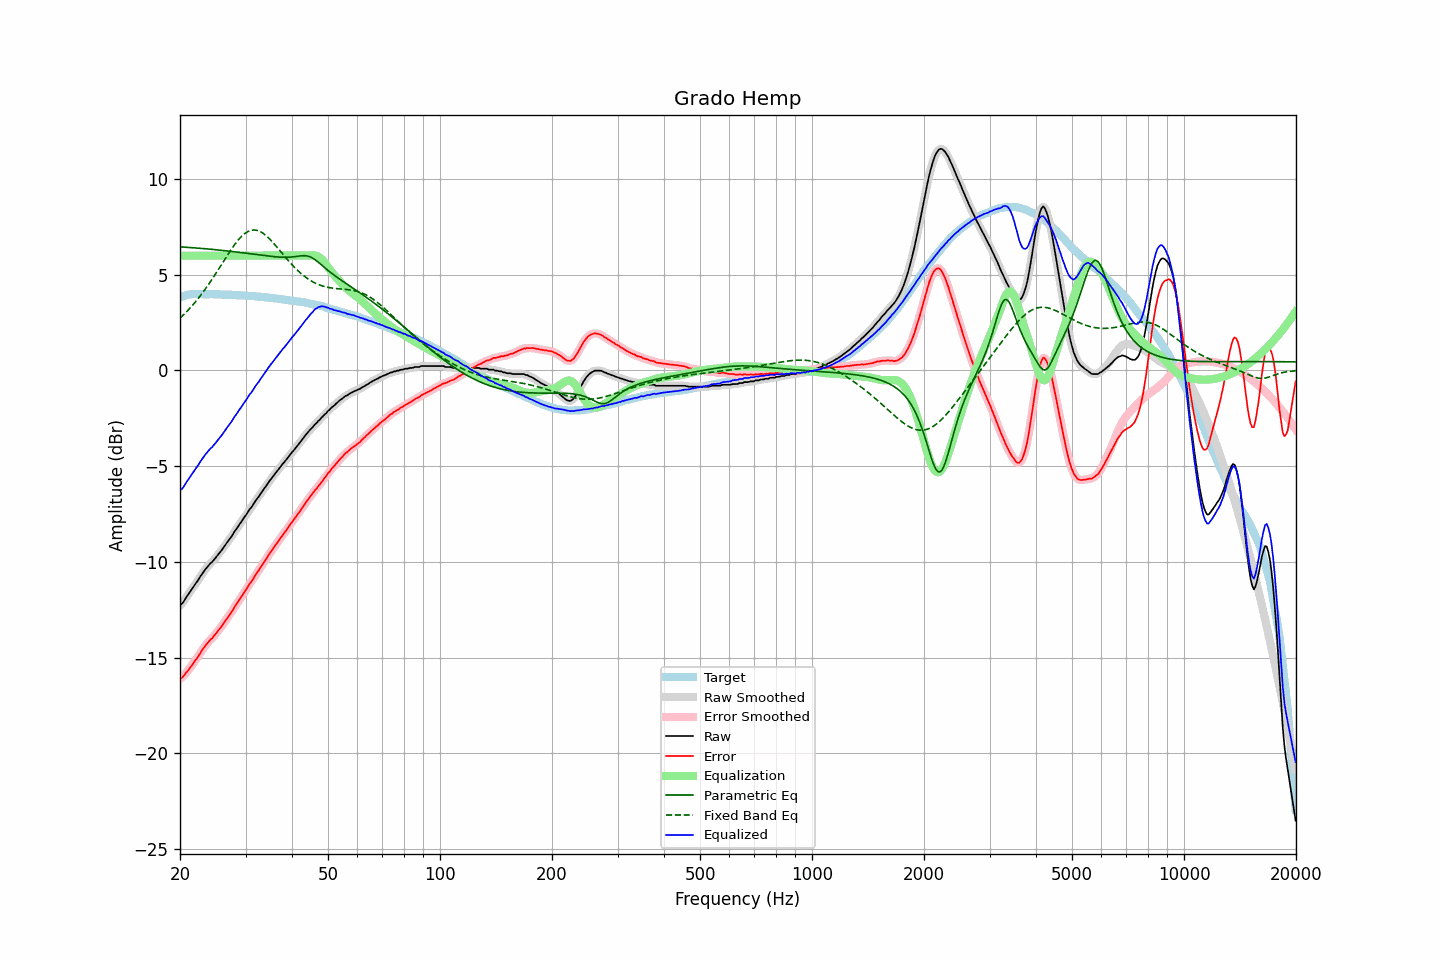 Grado Hemp
Amplitude (dBr)
10
5
0
−5
−10
−15
−20
−25
Target
Raw Smoothed
Error Smoothed
Raw
Error
Equalization
Parametric Eq
Fixed Band Eq
Equalized
20 50 100 200 500 1000 2000 5000 10000 20000
Frequency (Hz)